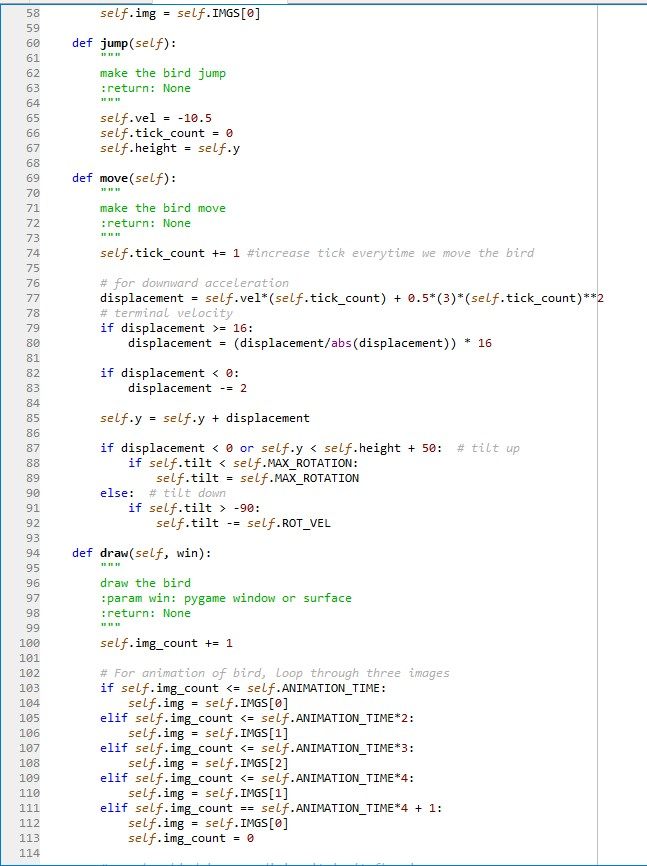 58 self.img = self.IMGS[0]
59
60 def jump(self):
61 """
62 make the bird jump
63 :return: None
64 """
65 self.vel = -10.5
66 self.tick_count = 0
67 self.height = self.y
68
69 def move(self):
70 """
71 make the bird move
72 :return: None
73 """
74 self.tick_count += 1 #increase tick everytime we move the bird
75
76 # for downward acceleration
77 displacement = self.vel*(self.tick_count) + 0.5*(3)*(self.tick_count)**2
78 # terminal velocity
79 if displacement >= 16:
80 displacement = (displacement/abs(displacement)) * 16
81
82 if displacement < 0:
83 displacement -= 2
84
85 self.y = self.y + displacement
86
87 if displacement < 0 or self.y < self.height + 50: # tilt up
88 if self.tilt < self.MAX_ROTATION:
89 self.tilt = self.MAX_ROTATION
90 else: # tilt down
91 if self.tilt > -90:
92 self.tilt -= self.ROT_VEL
93
94 def draw(self, win):
95 """
96 draw the bird
97 :param win: pygame window or surface
98 :return: None
99 """
100 self.img_count += 1
101
102 # For animation of bird, loop through three images
103 if self.img_count <= self.ANIMATION_TIME:
104 self.img = self.IMGS[0]
105 elif self.img_count <= self.ANIMATION_TIME*2:
106 self.img = self.IMGS[1]
107 elif self.img_count <= self.ANIMATION_TIME*3:
108 self.img = self.IMGS[2]
109 elif self.img_count <= self.ANIMATION_TIME*4:
110 self.img = self.IMGS[1]
111 elif self.img_count == self.ANIMATION_TIME*4 + 1:
112 self.img = self.IMGS[0]
113 self.img_count = 0
114